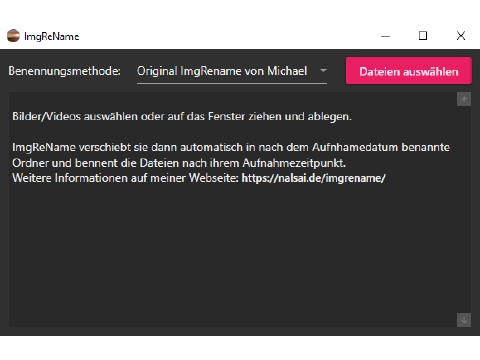 ImgReName
Benennungsmethode: Original ImgRename von Michael Dateien auswählen
Bilder/Videos auswählen oder auf das Fenster ziehen und ablegen.
ImgReName verschiebt sie dann automatisch in nach dem Aufnhamedatum benannte
Ordner und bennent die Dateien nach ihrem Aufnahmezeitpunkt.
Weitere Informationen auf meiner Webseite: https://nalsai.de/imgrename/